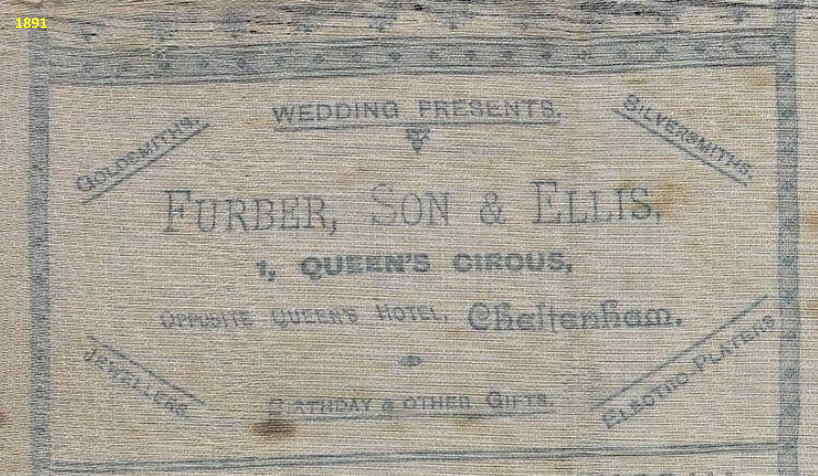 1891
WEDDING PRESENTS.
GOLDSMITHS.
SILVERSMITHS.
FURBER, SON & ELLIS,
1, QUEEN'S CIRCUS,
OPPOSITE QUEEN'S HOTEL, Cheltenham.
JEWELLERS
ELECTRO PLATERS
BIRTHDAY & OTHER GIFTS.